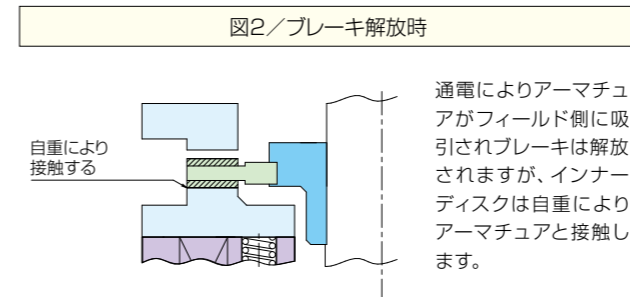 図2／ブレーキ解放時
自重により
接触する
通電によりアーマチュ
アがフィールド側に吸
引されブレーキは解放
されますが、インナー
ディスクは自重により
アーマチュアと接触し
ます。